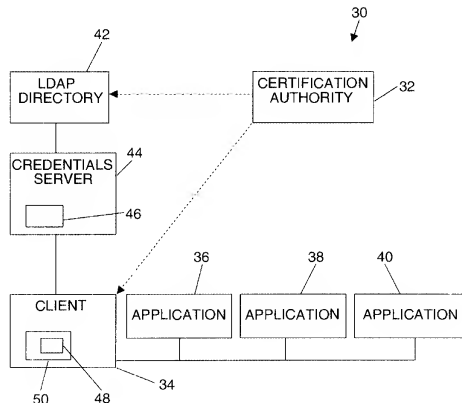 30
42
LDAP
DIRECTORY
CERTIFICATION
AUTHORITY
32
44
CREDENTIALS
SERVER
46
36
38
40
CLIENT
APPLICATION
APPLICATION
APPLICATION
50
48
34